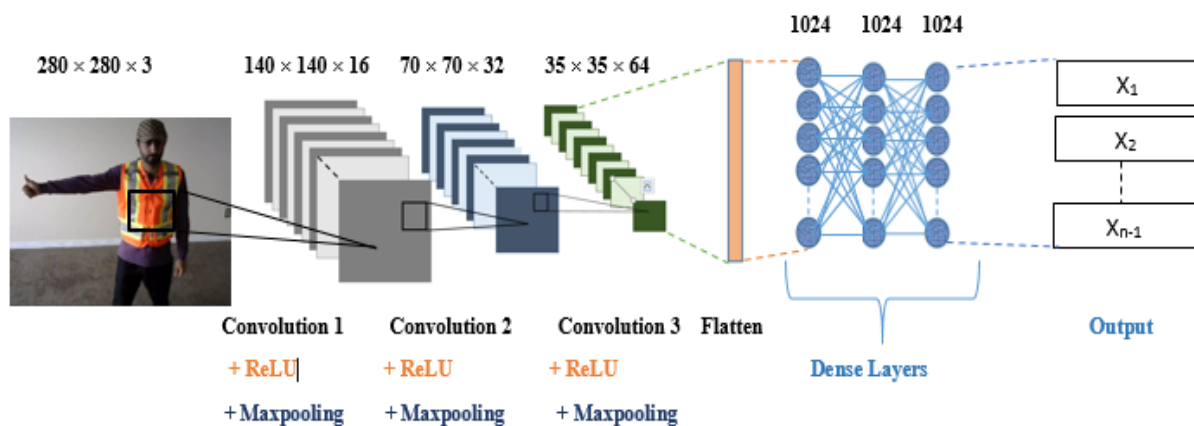 1024 1024 1024
280 × 280 × 3 140 × 140 × 16 70 × 70 × 32 35 × 35 × 64
X1
X2
Xn-1
Convolution 1 Convolution 2 Convolution 3 Flatten Output
+ ReLU + ReLU + ReLU Dense Layers
+ Maxpooling + Maxpooling + Maxpooling